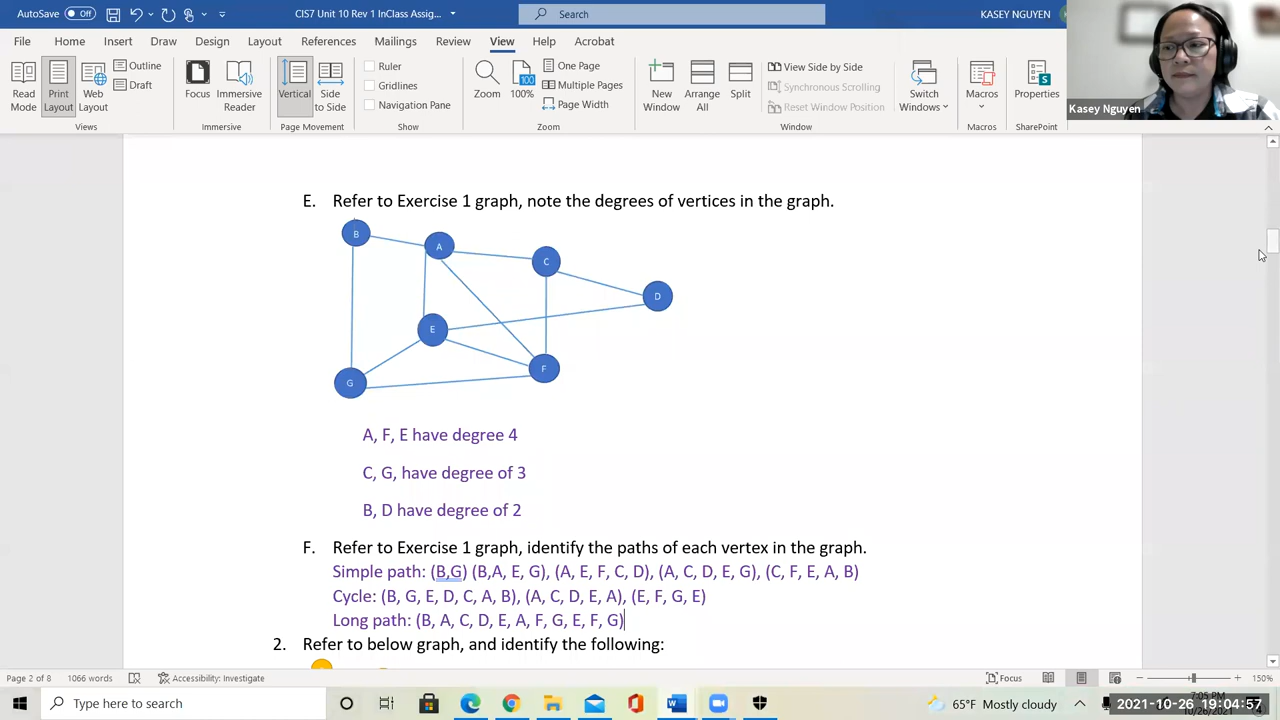 AutoSave Off CIS7 Unit 10 Rev 1 InClass Assig... Search KASEY NGUYEN
File Home Insert Draw Design Layout References Mailings Review View Help Acrobat
Read Mode Print Layout Web Layout Outline Draft Views
Focus Immersive Reader Immersive
Vertical Side to Side Page Movement
Ruler Gridlines Navigation Pane Show
Zoom 100% One Page Multiple Pages Page Width Zoom
New Window Arrange All Split View Side by Side Synchronous Scrolling Reset Window Position Switch Windows Window
Macros Macros
Properties SharePoint
Kasey Nguyen
E. Refer to Exercise 1 graph, note the degrees of vertices in the graph.
B
A
C
D
E
F
G
A, F, E have degree 4
C, G, have degree of 3
B, D have degree of 2
F. Refer to Exercise 1 graph, identify the paths of each vertex in the graph.
Simple path: (B,G) (B,A, E, G), (A, E, F, C, D), (A, C, D, E, G), (C, F, E, A, B)
Cycle: (B, G, E, D, C, A, B), (A, C, D, E, A), (E, F, G, E)
Long path: (B, A, C, D, E, A, F, G, E, F, G)
2. Refer to below graph, and identify the following:
Page 2 of 8 1066 words Accessibility: Investigate Focus 150%
Type here to search 65°F Mostly cloudy 7:05 PM
2021-10-26 19:04:57